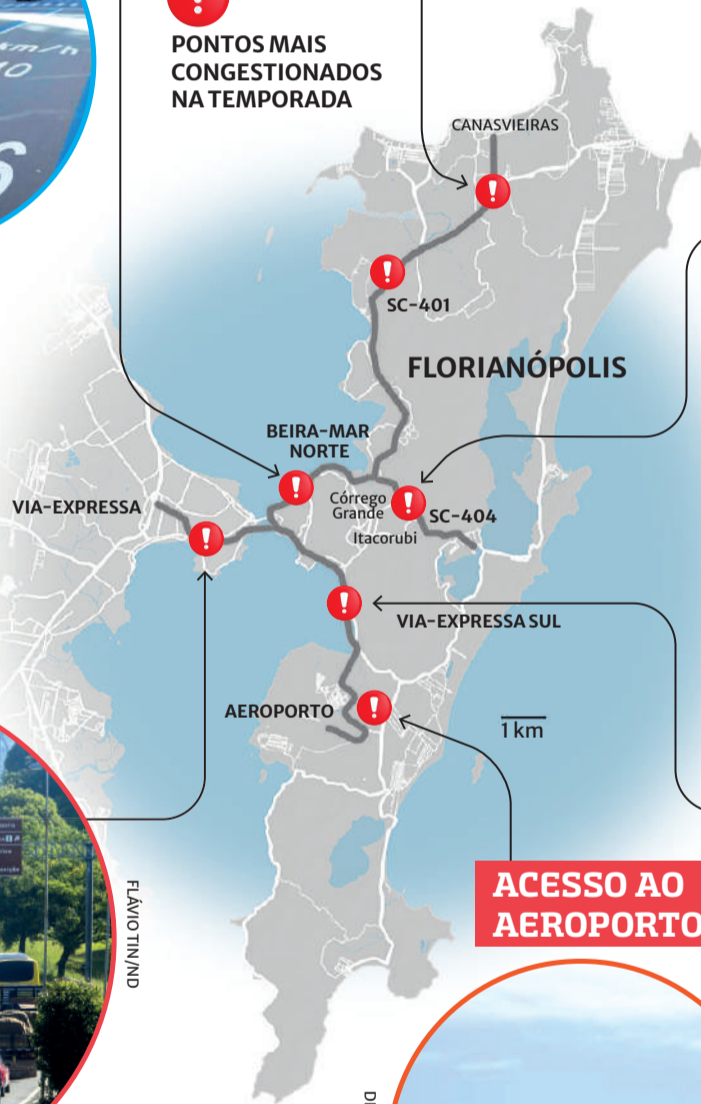 km/h
!
PONTOS MAIS
CONGESTIONADOS
NA TEMPORADA
CANASVIEIRAS
!
!
SC-401
FLORIANÓPOLIS
BEIRA-MAR
NORTE
!
Córrego
Grande
!
SC-404
Itacorubi
VIA-EXPRESSA
!
!
VIA-EXPRESSA SUL
AEROPORTO
!
1 km
ACESSO AO
AEROPORTO
FLÁVIO TIN/ND